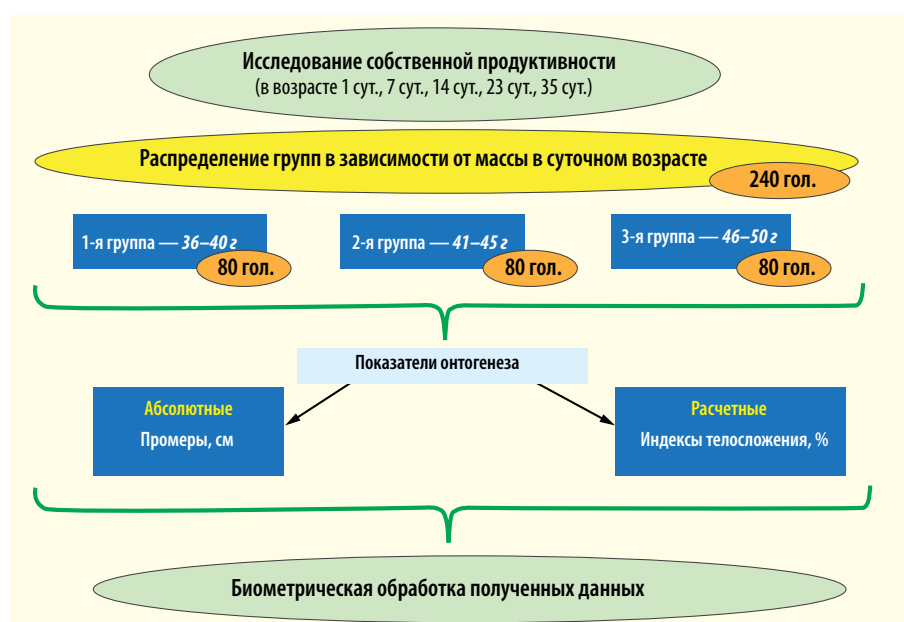 Исследование собственной продуктивности
(в возрасте 1 сут., 7 сут., 14 сут., 23 сут., 35 сут.)
Распределение групп в зависимости от массы в суточном возрасте
240 гол.
1-я группа — 36–40 г
80 гол.
2-я группа — 41–45 г
80 гол.
3-я группа — 46–50 г
80 гол.
Показатели онтогенеза
Абсолютные
Промеры, см
Расчетные
Индексы телосложения, %
Биометрическая обработка полученных данных